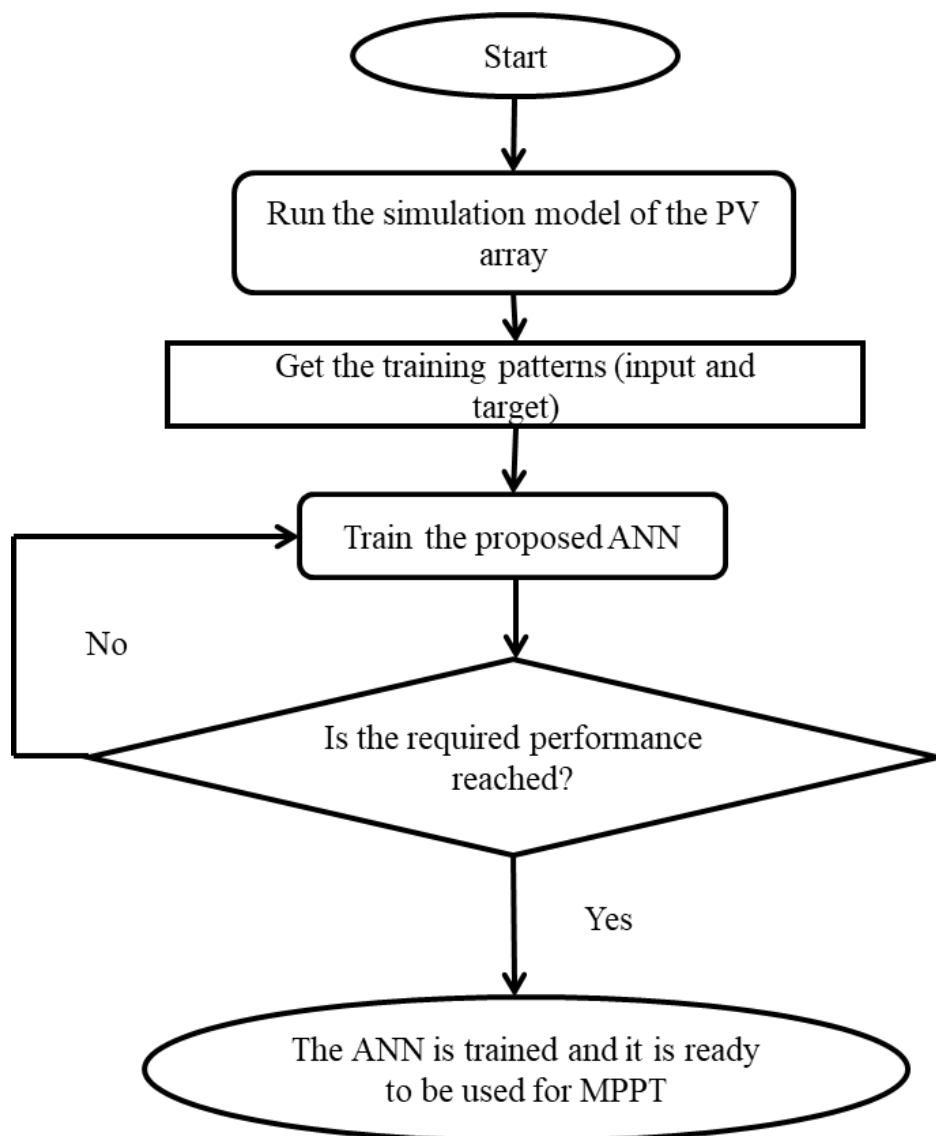 Start
Run the simulation model of the PV
array
Get the training patterns (input and
target)
Train the proposed ANN
No
Is the required performance
reached?
Yes
The ANN is trained and it is ready
to be used for MPPT